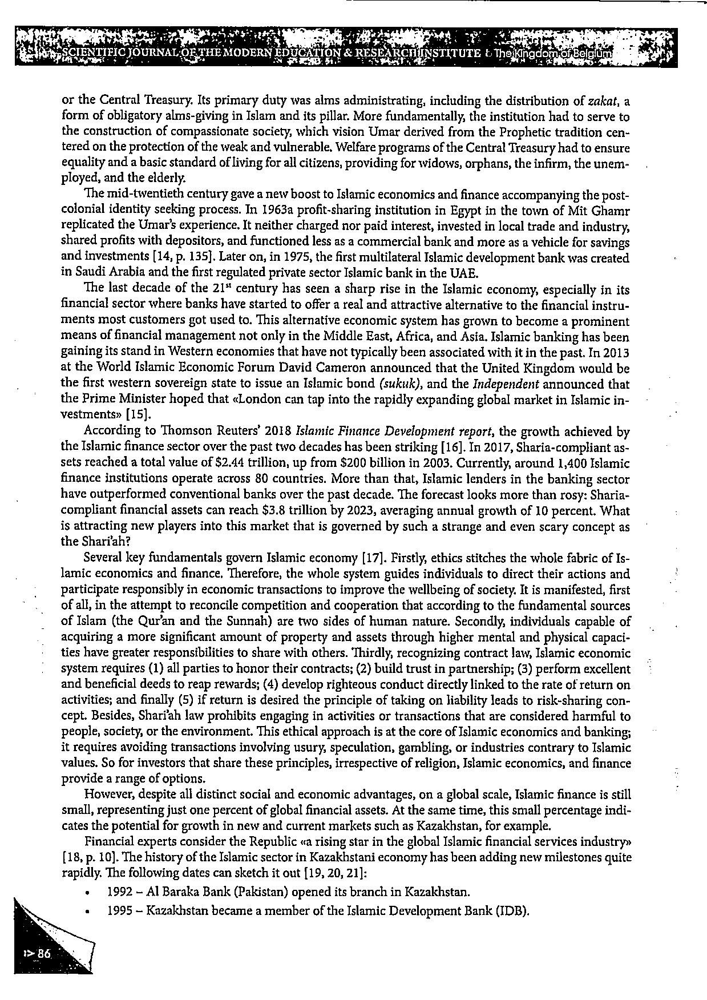 SCIENTIFIC JOURNAL OF THE MODERN EDUCATION & RESEARCH INSTITUTE The Kingdom of Belgium
or the Central Treasury. Its primary duty was alms administrating, including the distribution of zakat, a
form of obligatory alms-giving in Islam and its pillar. More fundamentally, the institution had to serve to
the construction of compassionate society, which vision Umar derived from the Prophetic tradition cen-
tered on the protection of the weak and vulnerable. Welfare programs of the Central Treasury had to ensure
equality and a basic standard of living for all citizens, providing for widows, orphans, the infirm, the unem-
ployed, and the elderly.
The mid-twentieth century gave a new boost to Islamic economics and finance accompanying the post-
colonial identity seeking process. In 1963a profit-sharing institution in Egypt in the town of Mit Ghamr
replicated the Umar's experience. It neither charged nor paid interest, invested in local trade and industry,
shared profits with depositors, and functioned less as a commercial bank and more as a vehicle for savings
and investments [14, p. 135]. Later on, in 1975, the first multilateral Islamic development bank was created
in Saudi Arabia and the first regulated private sector Islamic bank in the UAE.
The last decade of the 21st century has seen a sharp rise in the Islamic economy, especially in its
financial sector where banks have started to offer a real and attractive alternative to the financial instru-
ments most customers got used to. This alternative economic system has grown to become a prominent
means of financial management not only in the Middle East, Africa, and Asia. Islamic banking has been
gaining its stand in Western economies that have not typically been associated with it in the past. In 2013
at the World Islamic Economic Forum David Cameron announced that the United Kingdom would be
the first western sovereign state to issue an Islamic bond (sukuk), and the Independent announced that
the Prime Minister hoped that «London can tap into the rapidly expanding global market in Islamic in-
vestments» [15].
According to Thomson Reuters' 2018 Islamic Finance Development report, the growth achieved by
the Islamic finance sector over the past two decades has been striking [16]. In 2017, Sharia-compliant as-
sets reached a total value of $2.44 trillion, up from $200 billion in 2003. Currently, around 1,400 Islamic
finance institutions operate across 80 countries. More than that, Islamic lenders in the banking sector
have outperformed conventional banks over the past decade. The forecast looks more than rosy: Sharia-
compliant financial assets can reach $3.8 trillion by 2023, averaging annual growth of 10 percent. What
is attracting new players into this market that is governed by such a strange and even scary concept as
the Shari'ah?
Several key fundamentals govern Islamic economy [17]. Firstly, ethics stitches the whole fabric of Is-
lamic economics and finance. Therefore, the whole system guides individuals to direct their actions and
participate responsibly in economic transactions to improve the wellbeing of society. It is manifested, first
of all, in the attempt to reconcile competition and cooperation that according to the fundamental sources
of Islam (the Qur'an and the Sunnah) are two sides of human nature. Secondly, individuals capable of
acquiring a more significant amount of property and assets through higher mental and physical capaci-
ties have greater responsibilities to share with others. Thirdly, recognizing contract law, Islamic economic
system requires (1) all parties to honor their contracts; (2) build trust in partnership; (3) perform excellent
and beneficial deeds to reap rewards; (4) develop righteous conduct directly linked to the rate of return on
activities; and finally (5) if return is desired the principle of taking on liability leads to risk-sharing con-
cept. Besides, Shari'ah law prohibits engaging in activities or transactions that are considered harmful to
people, society, or the environment. This ethical approach is at the core of Islamic economics and banking;
it requires avoiding transactions involving usury, speculation, gambling, or industries contrary to Islamic
values. So for investors that share these principles, irrespective of religion, Islamic economics, and finance
provide a range of options.
However, despite all distinct social and economic advantages, on a global scale, Islamic finance is still
small, representing just one percent of global financial assets. At the same time, this small percentage indi-
cates the potential for growth in new and current markets such as Kazakhstan, for example.
Financial experts consider the Republic «a rising star in the global Islamic financial services industry»
[18, p. 10]. The history of the Islamic sector in Kazakhstani economy has been adding new milestones quite
rapidly. The following dates can sketch it out [19, 20, 21]:
• 1992 – Al Baraka Bank (Pakistan) opened its branch in Kazakhstan.
• 1995 – Kazakhstan became a member of the Islamic Development Bank (IDB).
86